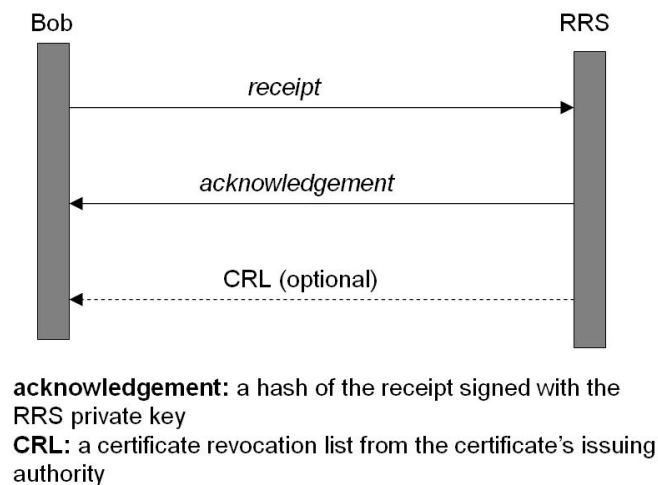 Bob
RRS
receipt
acknowledgement
CRL (optional)
acknowledgement: a hash of the receipt signed with the
RRS private key
CRL: a certificate revocation list from the certificate's issuing
authority